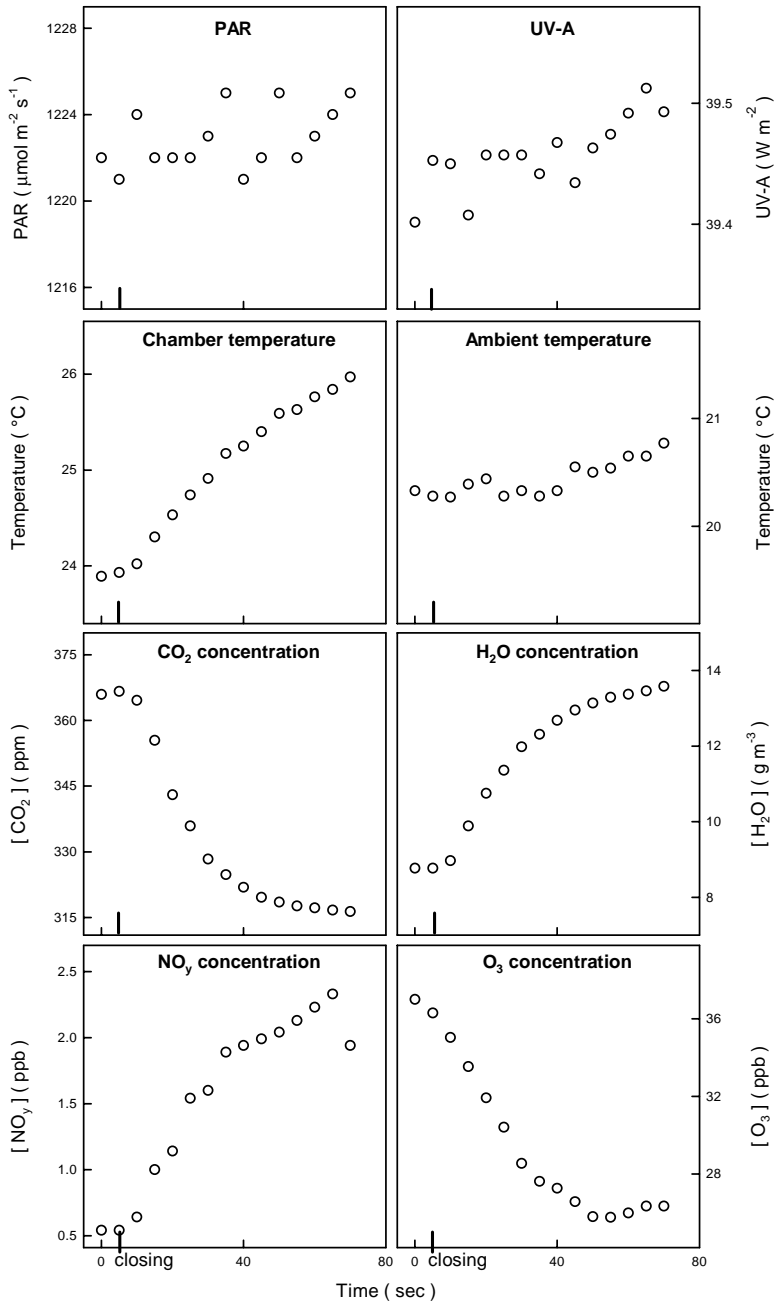 PAR
UV-A
1228
1224
1220
1216
PAR ( μmol m⁻² s⁻¹ )
39.5
39.4
UV-A ( W m⁻² )
Chamber temperature
Ambient temperature
26
25
24
Temperature ( °C )
21
20
Temperature ( °C )
CO₂ concentration
H₂O concentration
375
360
345
330
315
[ CO₂ ] ( ppm )
14
12
10
8
[ H₂O ] ( g m⁻³ )
NOᵧ concentration
O₃ concentration
2.5
2.0
1.5
1.0
0.5
[ NOᵧ ] ( ppb )
36
32
28
[ O₃ ] ( ppb )
0 closing 40 80
0 closing 40 80
Time ( sec )